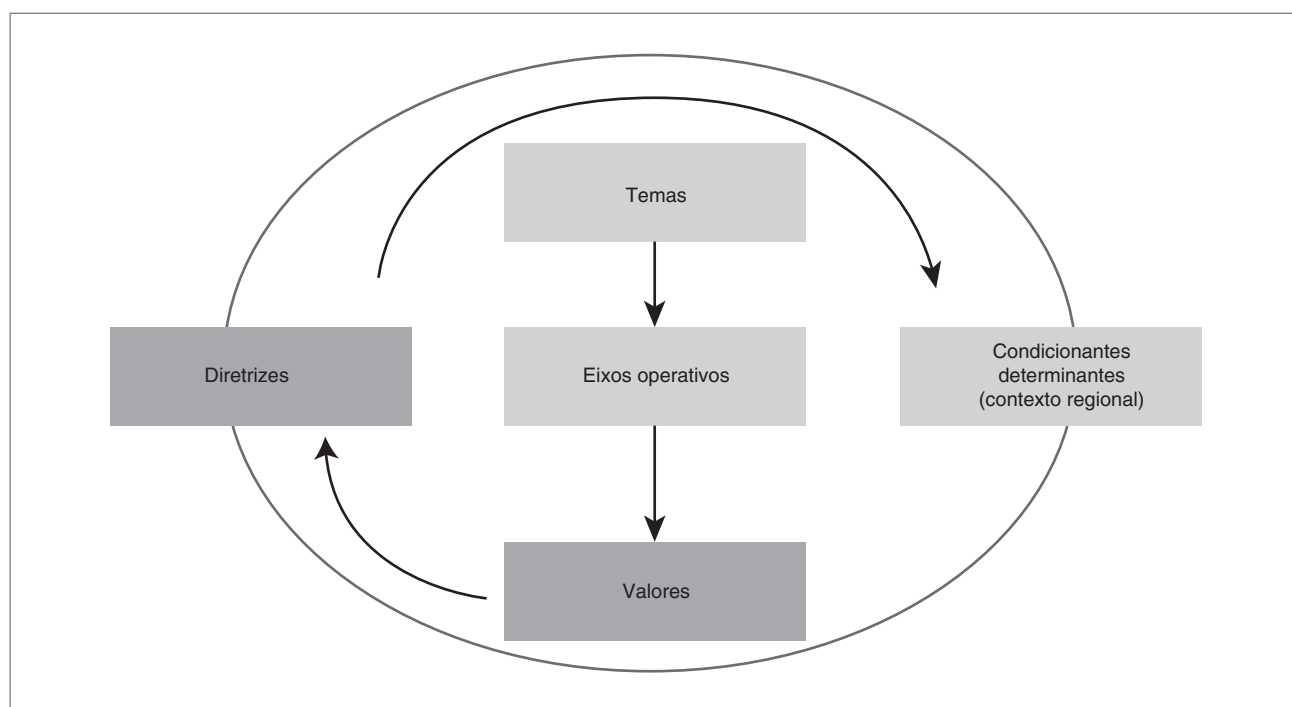 Temas
Diretrizes
Eixos operativos
Condicionantes
determinantes
(contexto regional)
Valores